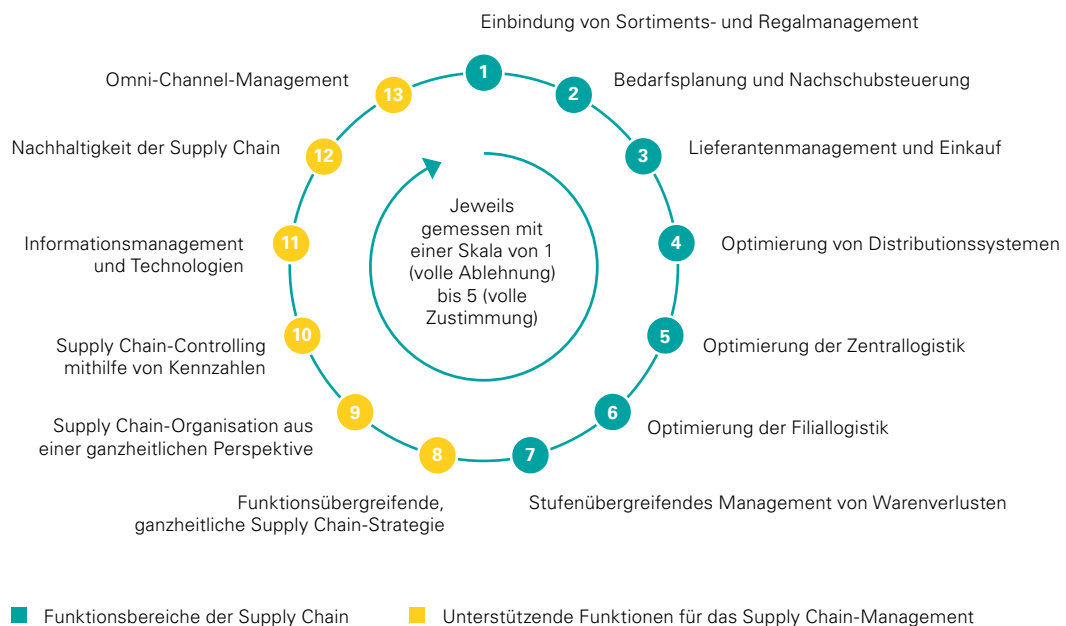 1
Einbindung von Sortiments- und Regalmanagement
2
Bedarfsplanung und Nachschubsteuerung
3
Lieferantenmanagement und Einkauf
4
Optimierung von Distributionssystemen
5
Optimierung der Zentrallogistik
6
Optimierung der Filiallogistik
7
Stufenübergreifendes Management von Warenverlusten
8
Funktionsübergreifende,
ganzheitliche Supply Chain-Strategie
9
Supply Chain-Organisation aus
einer ganzheitlichen Perspektive
10
Supply Chain-Controlling
mithilfe von Kennzahlen
11
Informationsmanagement
und Technologien
12
Nachhaltigkeit der Supply Chain
13
Omni-Channel-Management
Jeweils
gemessen mit
einer Skala von 1
(volle Ablehnung)
bis 5 (volle
Zustimmung)
Funktionsbereiche der Supply Chain
Unterstützende Funktionen für das Supply Chain-Management